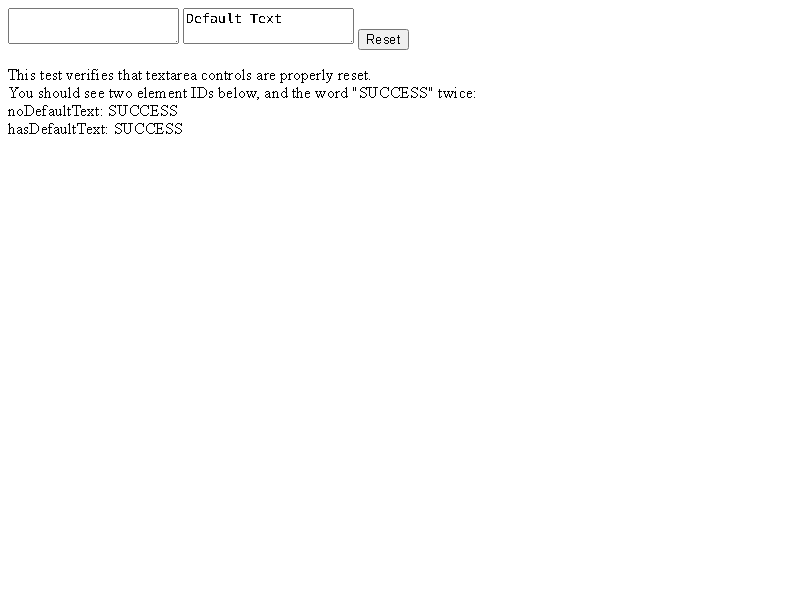 Default Text
Reset
This test verifies that textarea controls are properly reset.
You should see two element IDs below, and the word "SUCCESS" twice:
noDefaultText: SUCCESS
hasDefaultText: SUCCESS